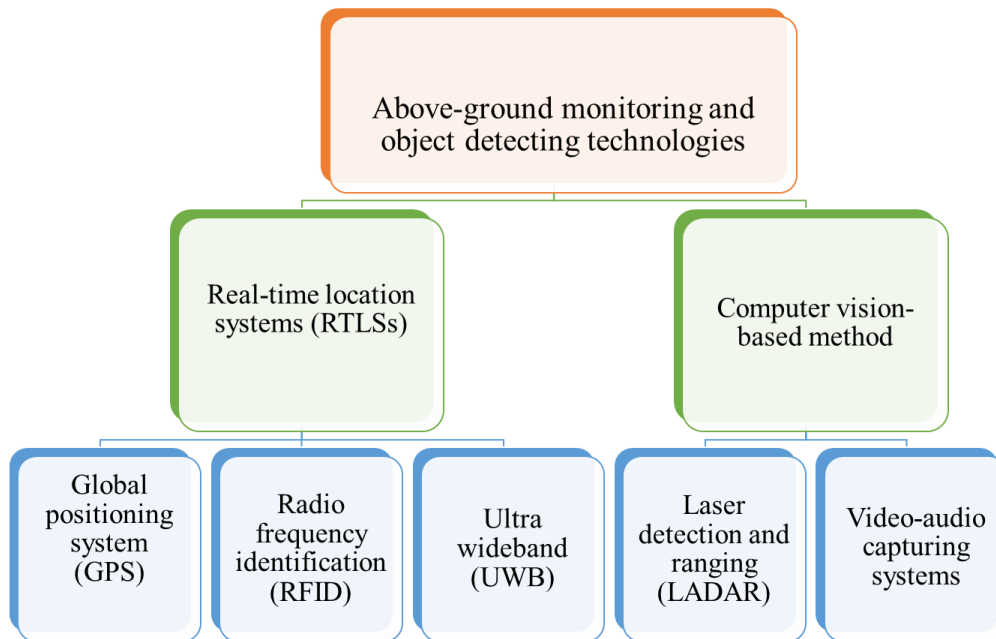 Above-ground monitoring and
object detecting technologies
Real-time location
systems (RTLSs)
Computer vision-
based method
Global
positioning
system
(GPS)
Radio
frequency
identification
(RFID)
Ultra
wideband
(UWB)
Laser
detection and
ranging
(LADAR)
Video-audio
capturing
systems